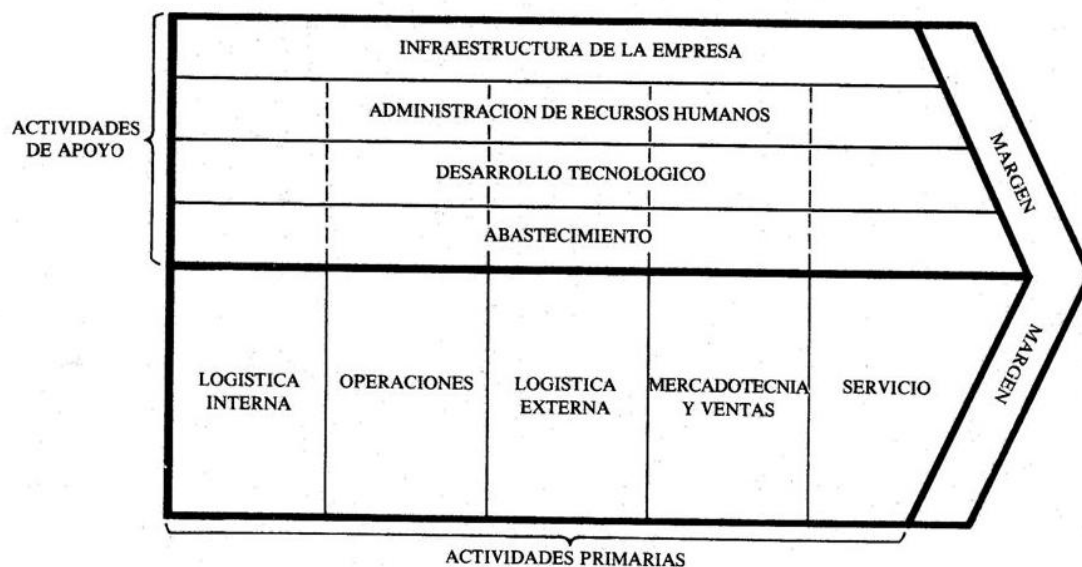 INFRAESTRUCTURA DE LA EMPRESA
ADMINISTRACION DE RECURSOS HUMANOS
DESARROLLO TECNOLOGICO
ABASTECIMIENTO
ACTIVIDADES
DE APOYO
MARGEN
MARGEN
LOGISTICA
INTERNA
OPERACIONES
LOGISTICA
EXTERNA
MERCADOTECNIA
Y VENTAS
SERVICIO
ACTIVIDADES PRIMARIAS